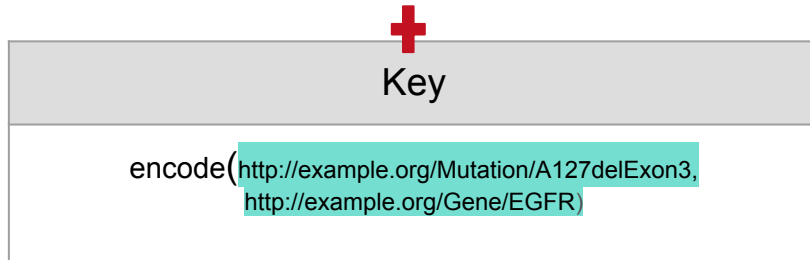 Key
encode(http://example.org/Mutation/A127delExon3,
http://example.org/Gene/EGFR)